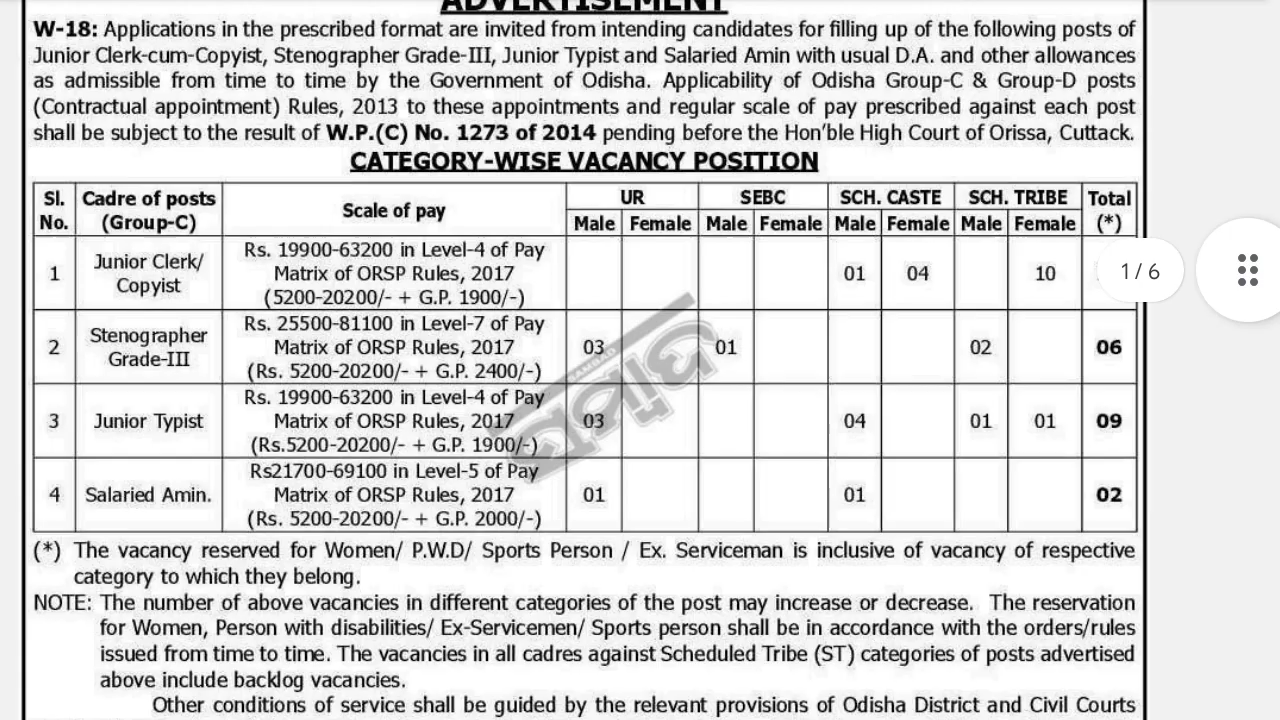 ADVERTISEMENT
W-18: Applications in the prescribed format are invited from intending candidates for filling up of the following posts of
Junior Clerk-cum-Copyist, Stenographer Grade-III, Junior Typist and Salaried Amin with usual D.A. and other allowances
as admissible from time to time by the Government of Odisha. Applicability of Odisha Group-C & Group-D posts
(Contractual appointment) Rules, 2013 to these appointments and regular scale of pay prescribed against each post
shall be subject to the result of W.P.(C) No. 1273 of 2014 pending before the Hon'ble High Court of Orissa, Cuttack.
CATEGORY-WISE VACANCY POSITION
Sl. No. Cadre of posts (Group-C) Scale of pay UR SEBC SCH. CASTE SCH. TRIBE Total (*)
Male Female Male Female Male Female Male Female
1 Junior Clerk/ Copyist Rs. 19900-63200 in Level-4 of Pay
Matrix of ORSP Rules, 2017
(5200-20200/- + G.P. 1900/-) 01 04 10
1 / 6
2 Stenographer Grade-III Rs. 25500-81100 in Level-7 of Pay
Matrix of ORSP Rules, 2017
(Rs. 5200-20200/- + G.P. 2400/-) 03 01 02 06
3 Junior Typist Rs. 19900-63200 in Level-4 of Pay
Matrix of ORSP Rules, 2017
(Rs.5200-20200/- + G.P. 1900/-) 03 04 01 01 09
4 Salaried Amin. Rs21700-69100 in Level-5 of Pay
Matrix of ORSP Rules, 2017
(Rs. 5200-20200/- + G.P. 2000/-) 01 01 02
(*) The vacancy reserved for Women/ P.W.D/ Sports Person / Ex. Serviceman is inclusive of vacancy of respective
category to which they belong.
NOTE: The number of above vacancies in different categories of the post may increase or decrease. The reservation
for Women, Person with disabilities/ Ex-Servicemen/ Sports person shall be in accordance with the orders/rules
issued from time to time. The vacancies in all cadres against Scheduled Tribe (ST) categories of posts advertised
above include backlog vacancies.
Other conditions of service shall be guided by the relevant provisions of Odisha District and Civil Courts